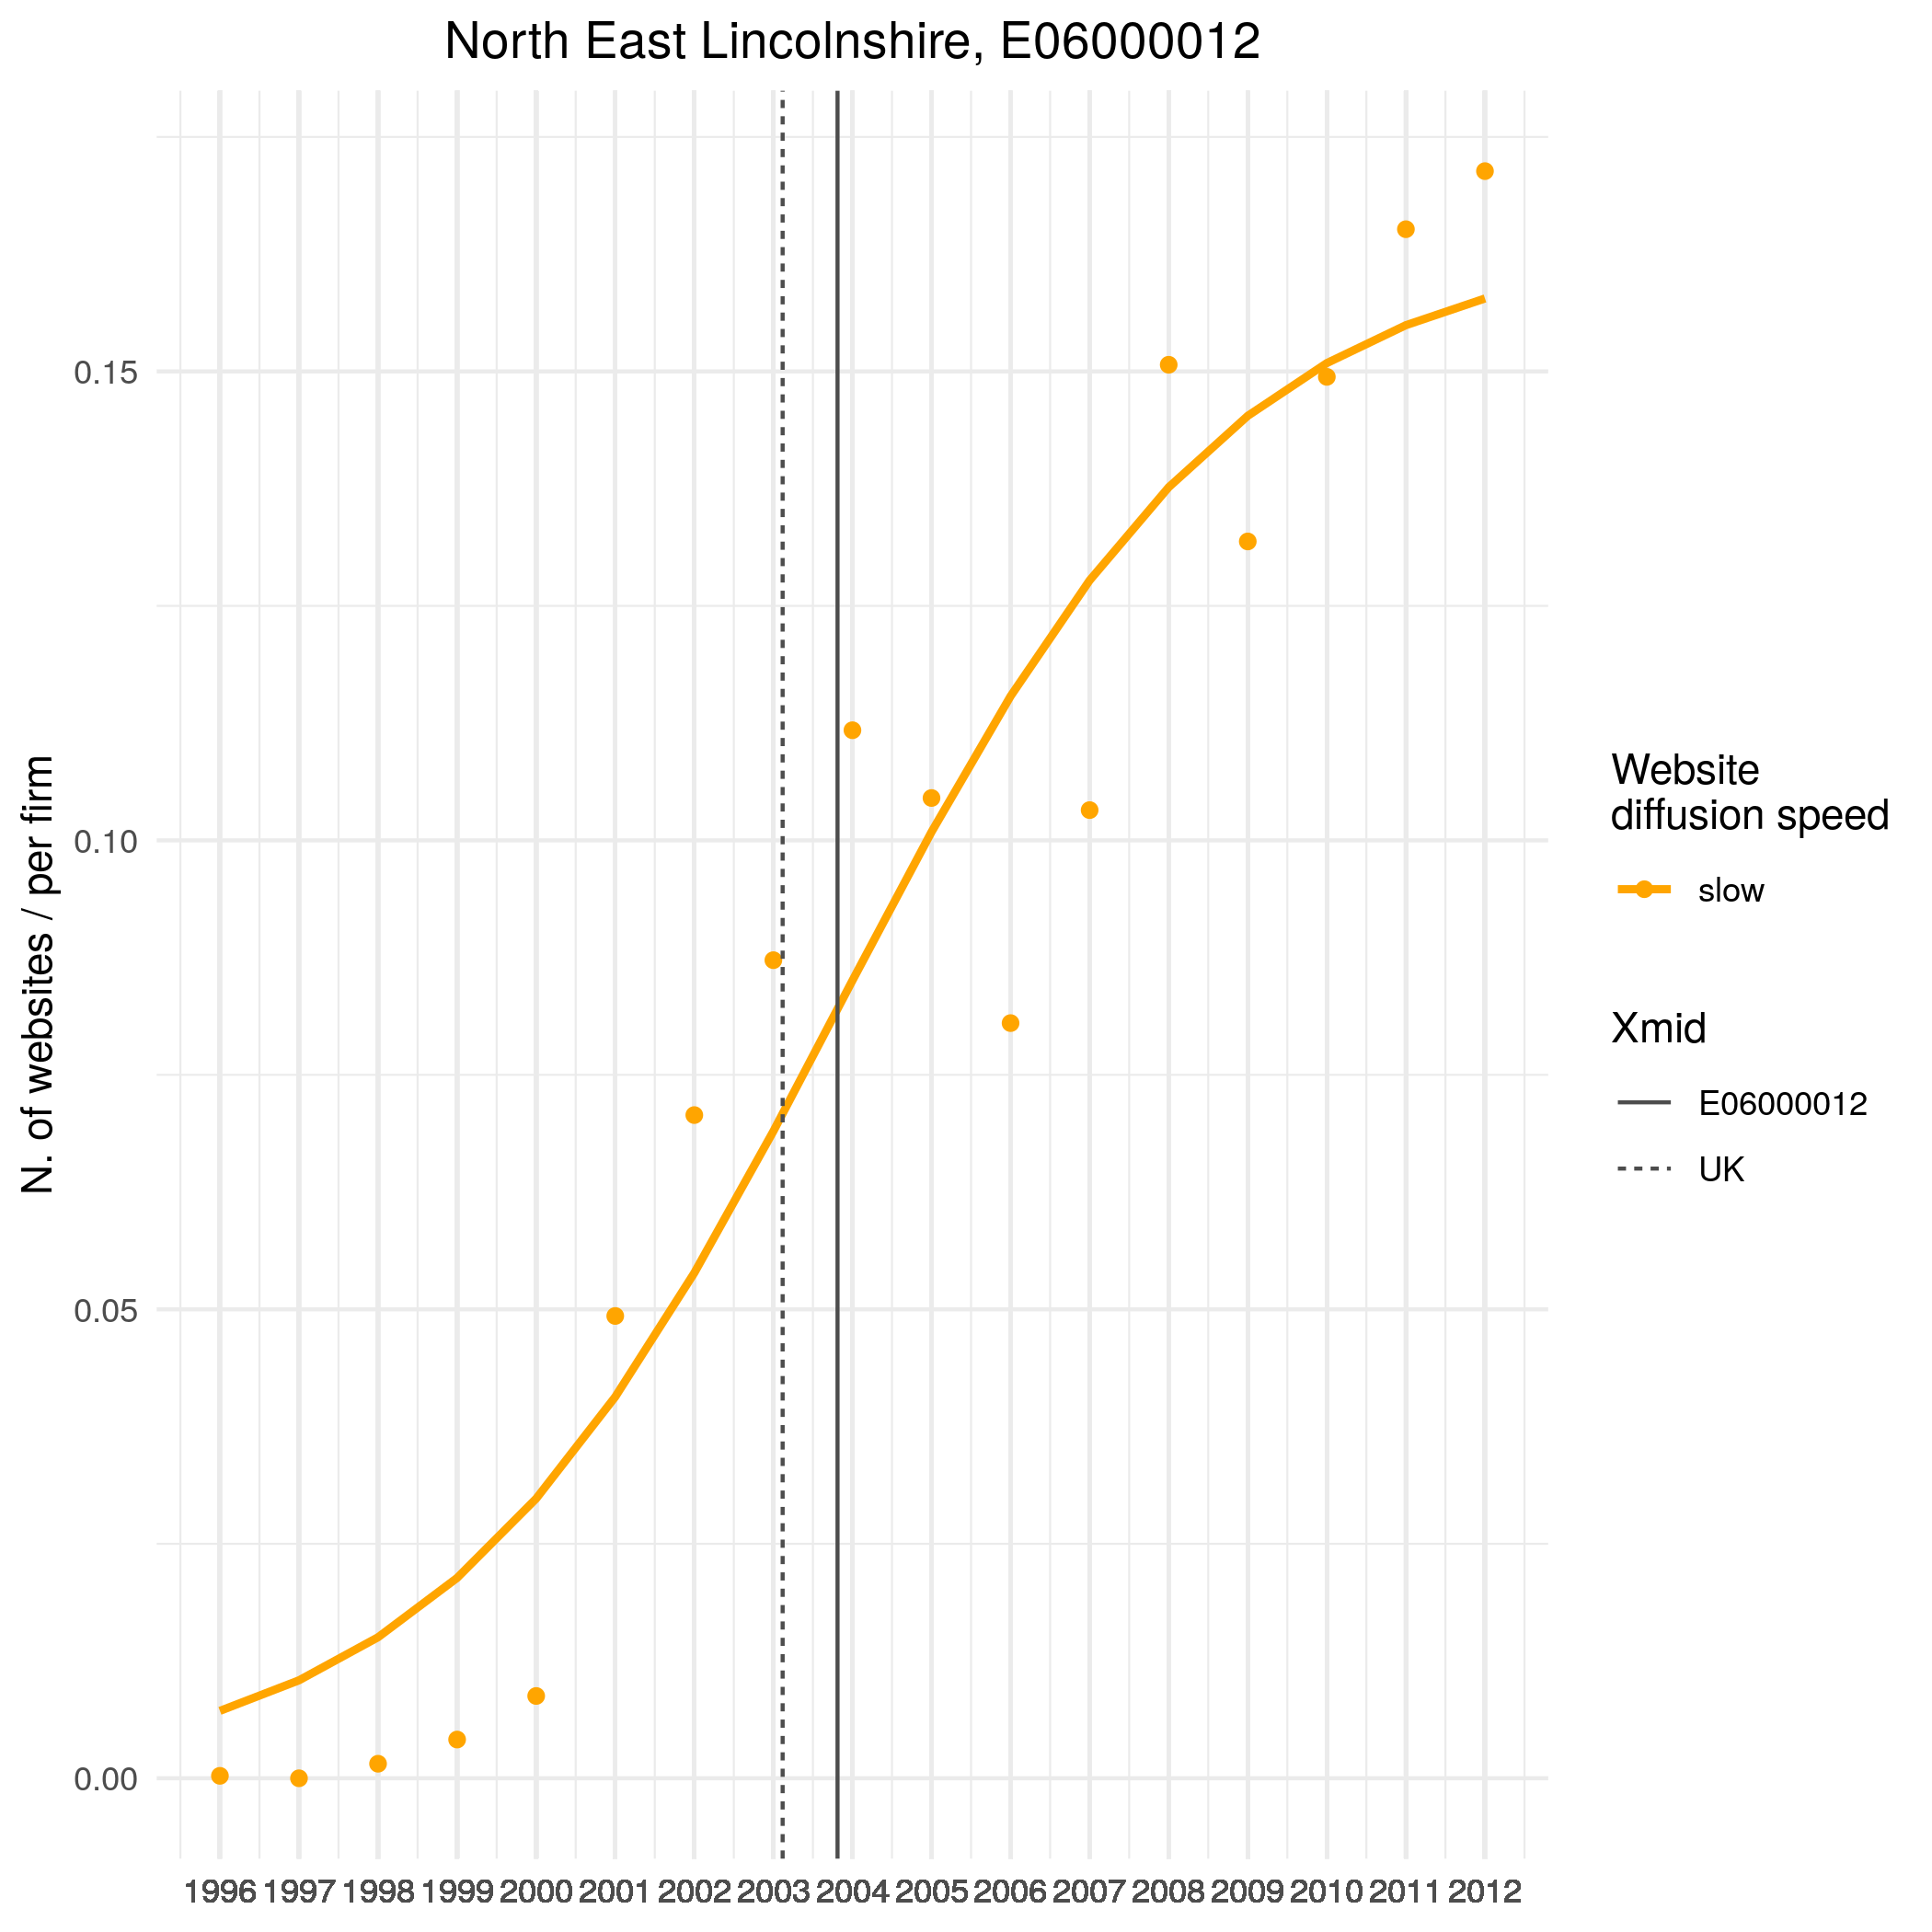 North East Lincolnshire, E06000012
N. of websites / per firm
0.15
0.10
0.05
0.00
1996 1997 1998 1999 2000 2001 2002 2003 2004 2005 2006 2007 2008 2009 2010 2011 2012
Website
diffusion speed
slow
Xmid
E06000012
UK